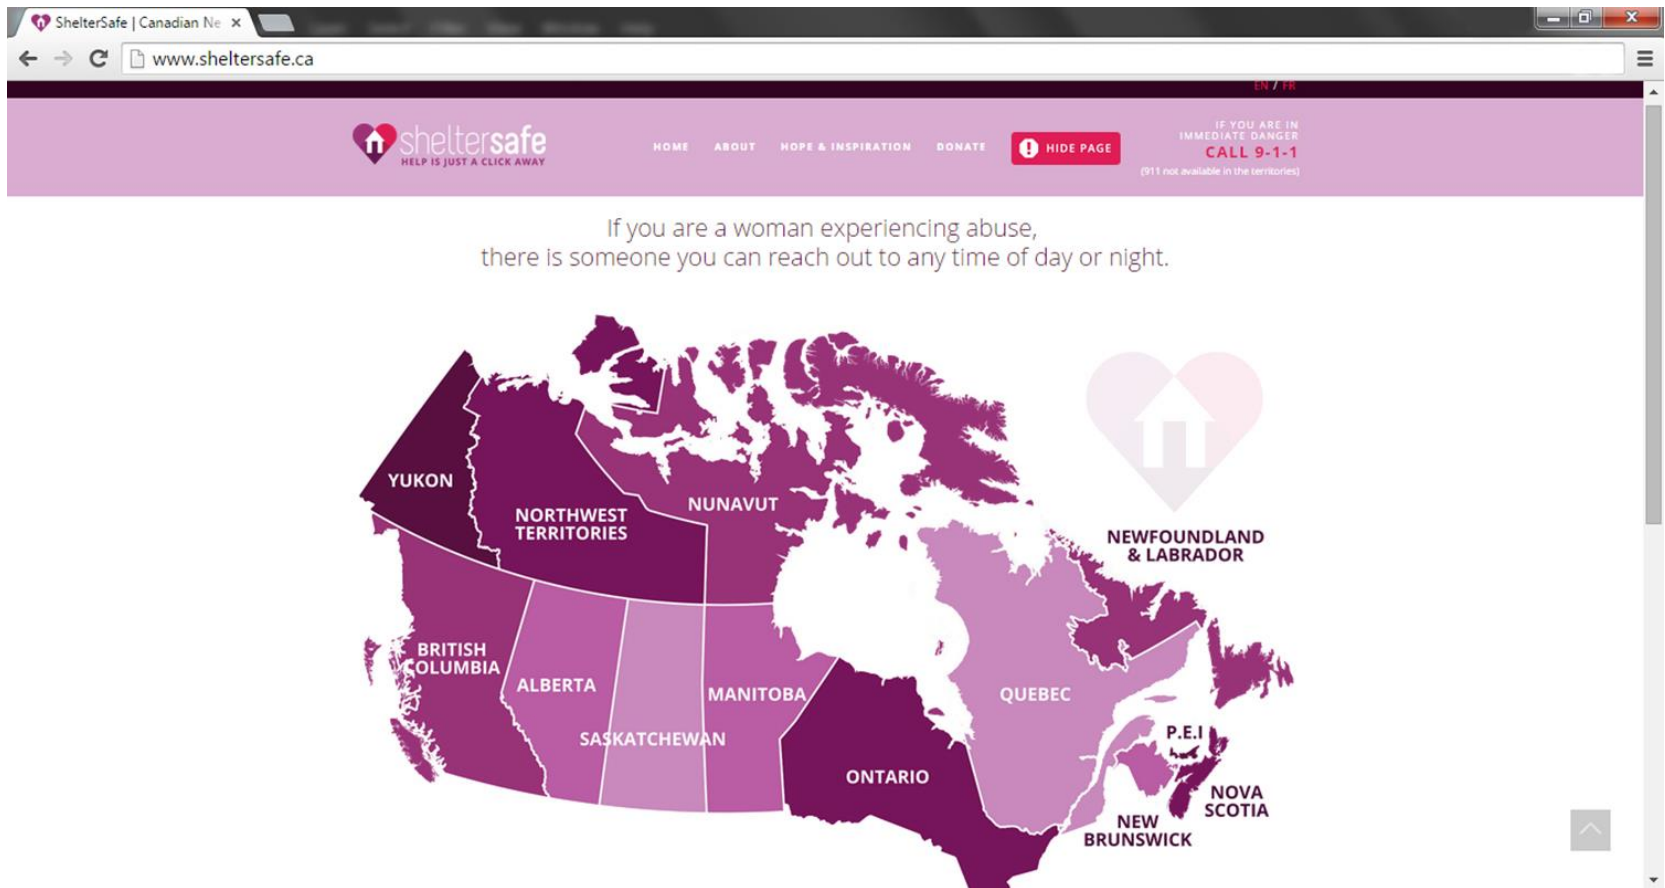 ShelterSafe | Canadian Ne
www.sheltersafe.ca
EN / FR
sheltersafe
HELP IS JUST A CLICK AWAY
HOME ABOUT HOPE & INSPIRATION DONATE
HIDE PAGE
IF YOU ARE IN
IMMEDIATE DANGER
CALL 9-1-1
(911 not available in the territories)
If you are a woman experiencing abuse,
there is someone you can reach out to any time of day or night.
YUKON
NORTHWEST
TERRITORIES
NUNAVUT
NEWFOUNDLAND
& LABRADOR
BRITISH
COLUMBIA
ALBERTA
SASKATCHEWAN
MANITOBA
ONTARIO
QUEBEC
P.E.I
NOVA
SCOTIA
NEW
BRUNSWICK